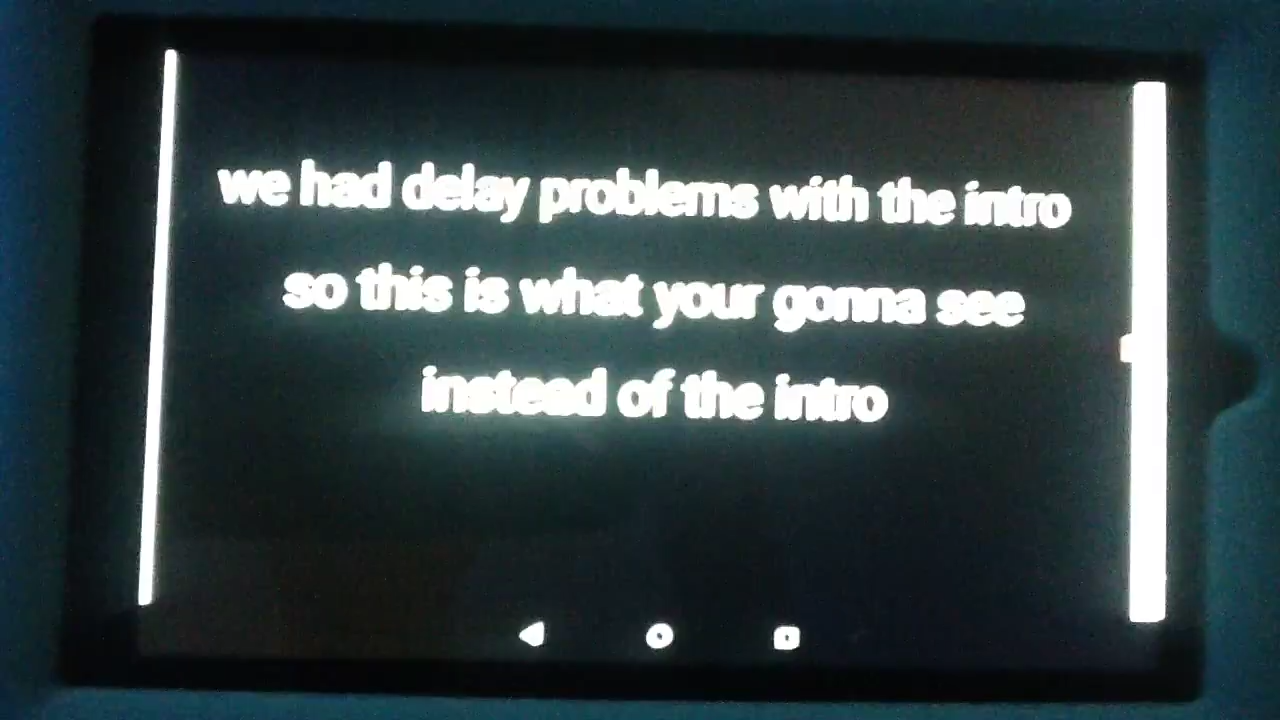 we had delay problems with the intro
so this is what your gonna see
instead of the intro